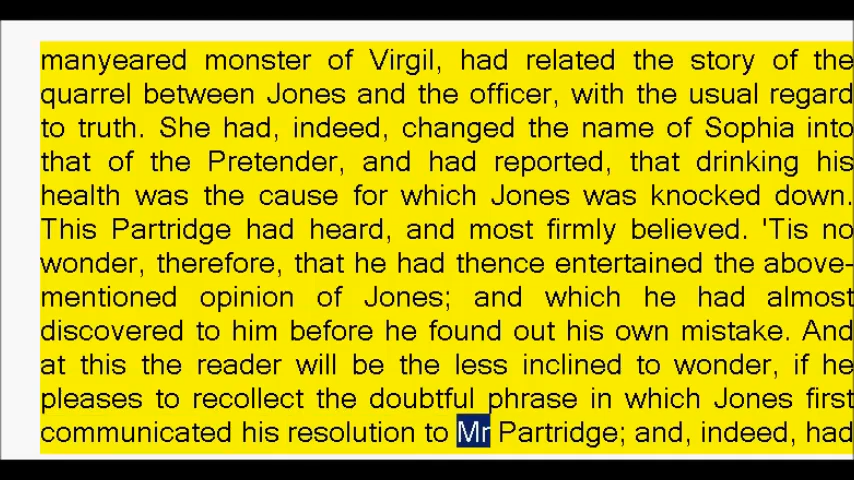 manyeared monster of Virgil, had related the story of the
quarrel between Jones and the officer, with the usual regard
to truth. She had, indeed, changed the name of Sophia into
that of the Pretender, and had reported, that drinking his
health was the cause for which Jones was knocked down.
This Partridge had heard, and most firmly believed. 'Tis no
wonder, therefore, that he had thence entertained the above-
mentioned opinion of Jones; and which he had almost
discovered to him before he found out his own mistake. And
at this the reader will be the less inclined to wonder, if he
pleases to recollect the doubtful phrase in which Jones first
communicated his resolution to Mr Partridge; and, indeed, had